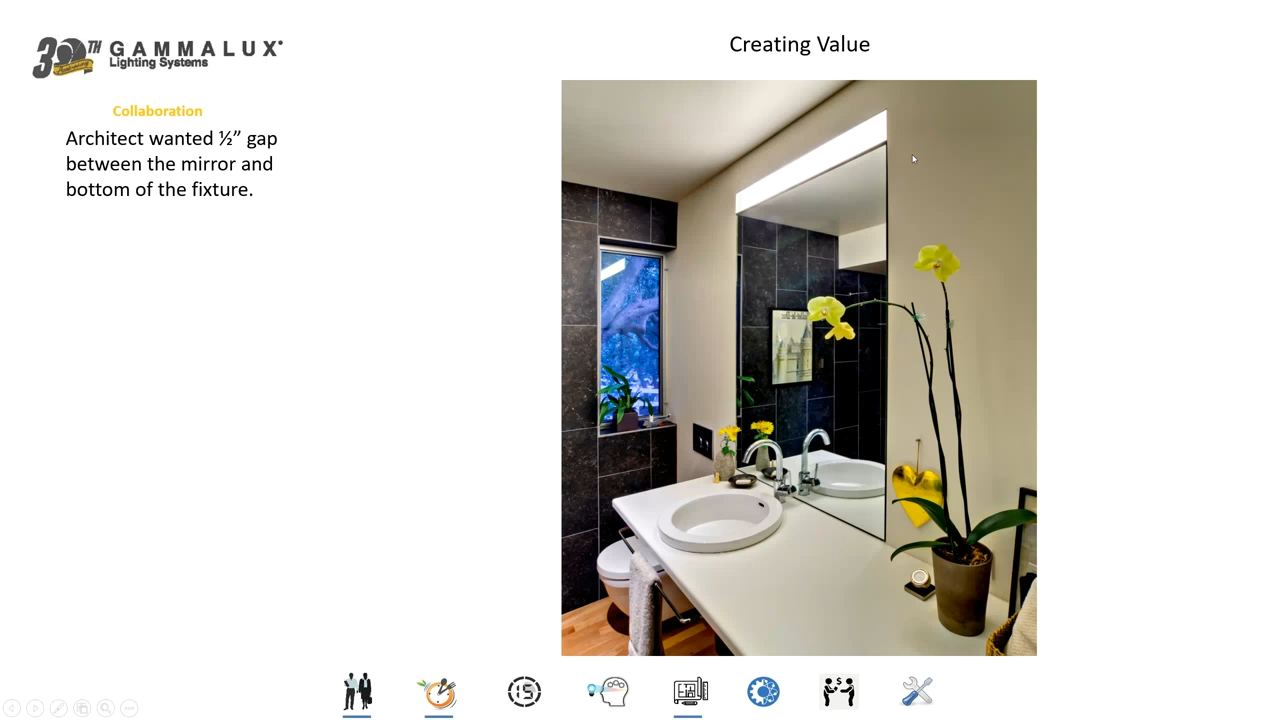 30TH GAMMALUX
Lighting Systems
Creating Value
Collaboration
Architect wanted ½” gap
between the mirror and
bottom of the fixture.
15